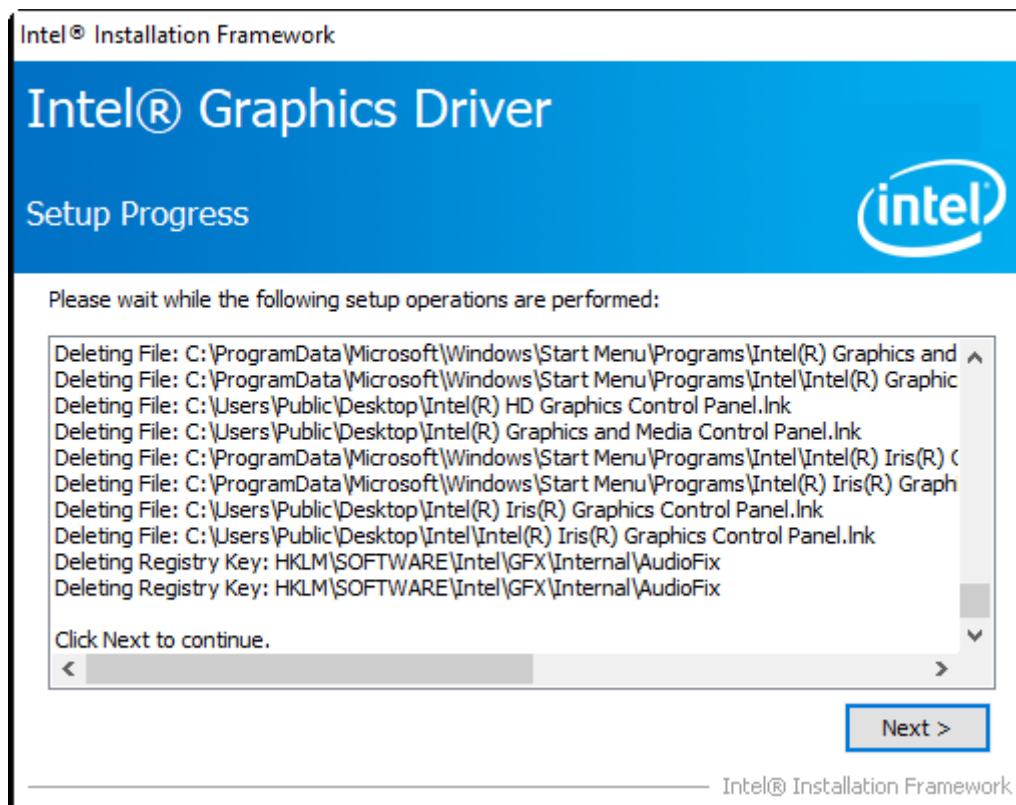 Intel® Installation Framework
Intel® Graphics Driver
Setup Progress
intel
Please wait while the following setup operations are performed:
Deleting File: C:\ProgramData\Microsoft\Windows\Start Menu\Programs\Intel(R) Graphics and
Deleting File: C:\ProgramData\Microsoft\Windows\Start Menu\Programs\Intel\Intel(R) Graphic
Deleting File: C:\Users\Public\Desktop\Intel(R) HD Graphics Control Panel.lnk
Deleting File: C:\Users\Public\Desktop\Intel(R) Graphics and Media Control Panel.lnk
Deleting File: C:\ProgramData\Microsoft\Windows\Start Menu\Programs\Intel\Intel(R) Iris(R) G
Deleting File: C:\ProgramData\Microsoft\Windows\Start Menu\Programs\Intel(R) Iris(R) Graph
Deleting File: C:\Users\Public\Desktop\Intel(R) Iris(R) Graphics Control Panel.lnk
Deleting File: C:\Users\Public\Desktop\Intel\Intel(R) Iris(R) Graphics Control Panel.lnk
Deleting Registry Key: HKLM\SOFTWARE\Intel\GFX\Internal\AudioFix
Deleting Registry Key: HKLM\SOFTWARE\Intel\GFX\Internal\AudioFix
Click Next to continue.
Next >
Intel® Installation Framework